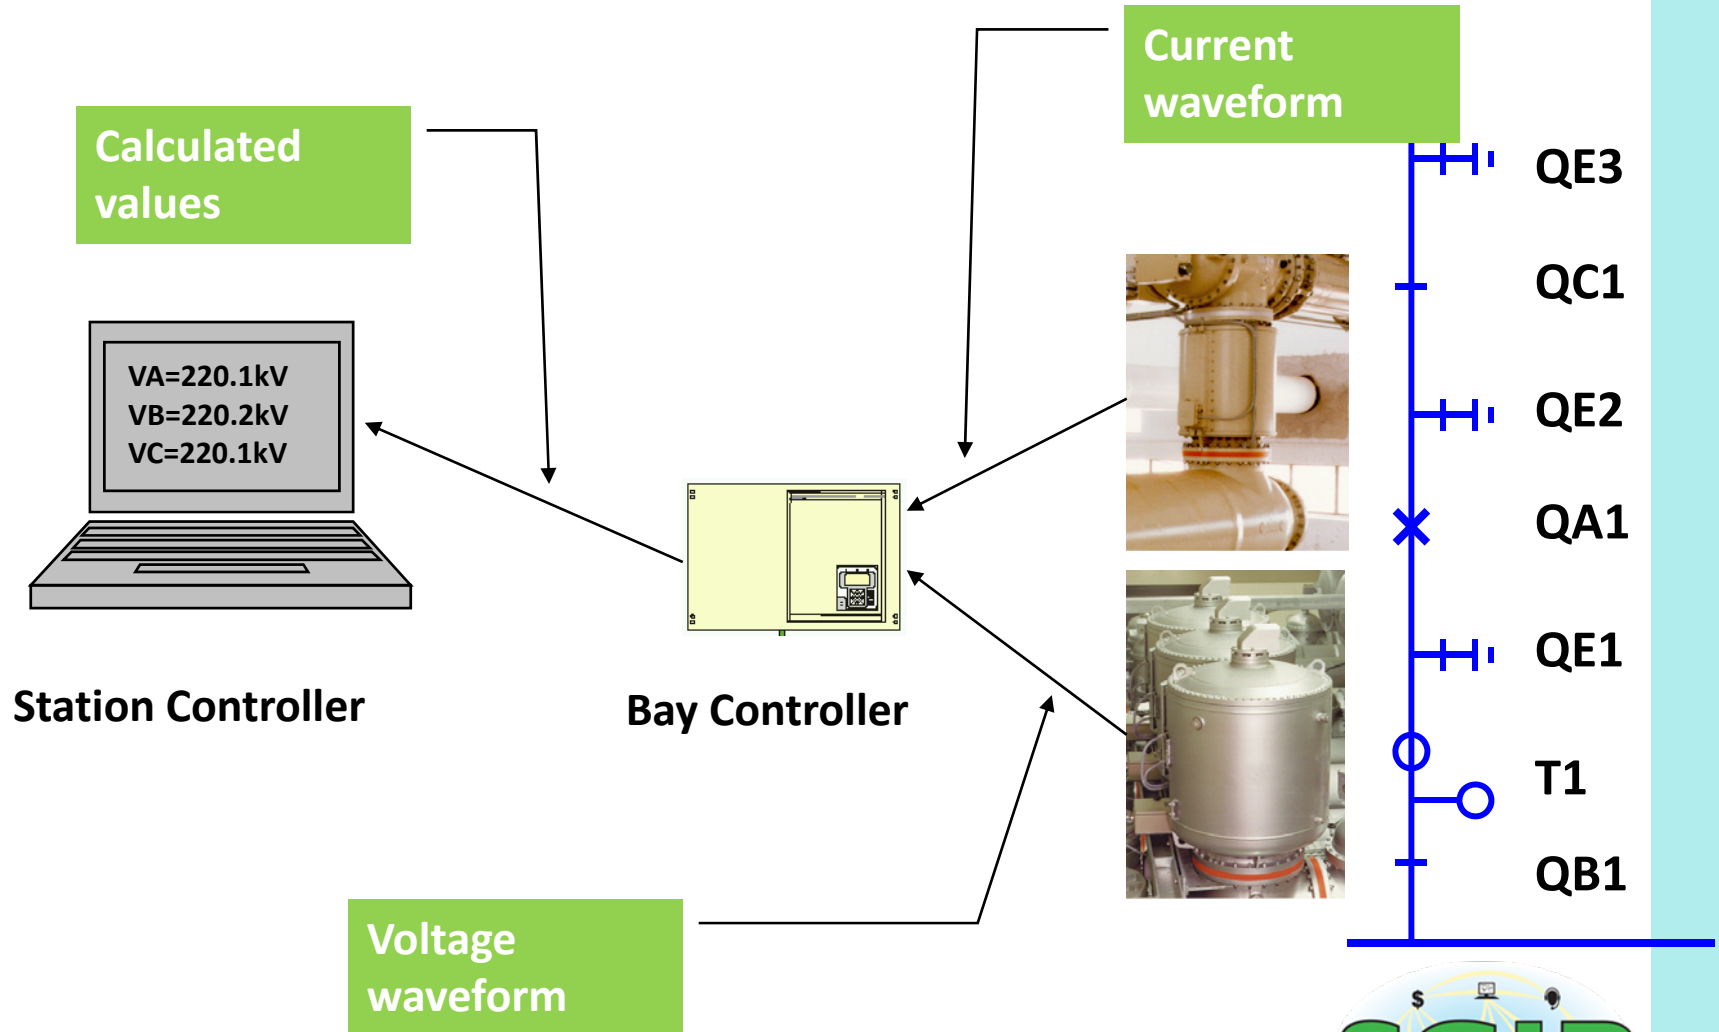 Current
waveform
Calculated
values
QE3
QC1
VA=220.1kV
VB=220.2kV
VC=220.1kV
QE2
QA1
QE1
Station Controller
Bay Controller
T1
QB1
Voltage
waveform
$